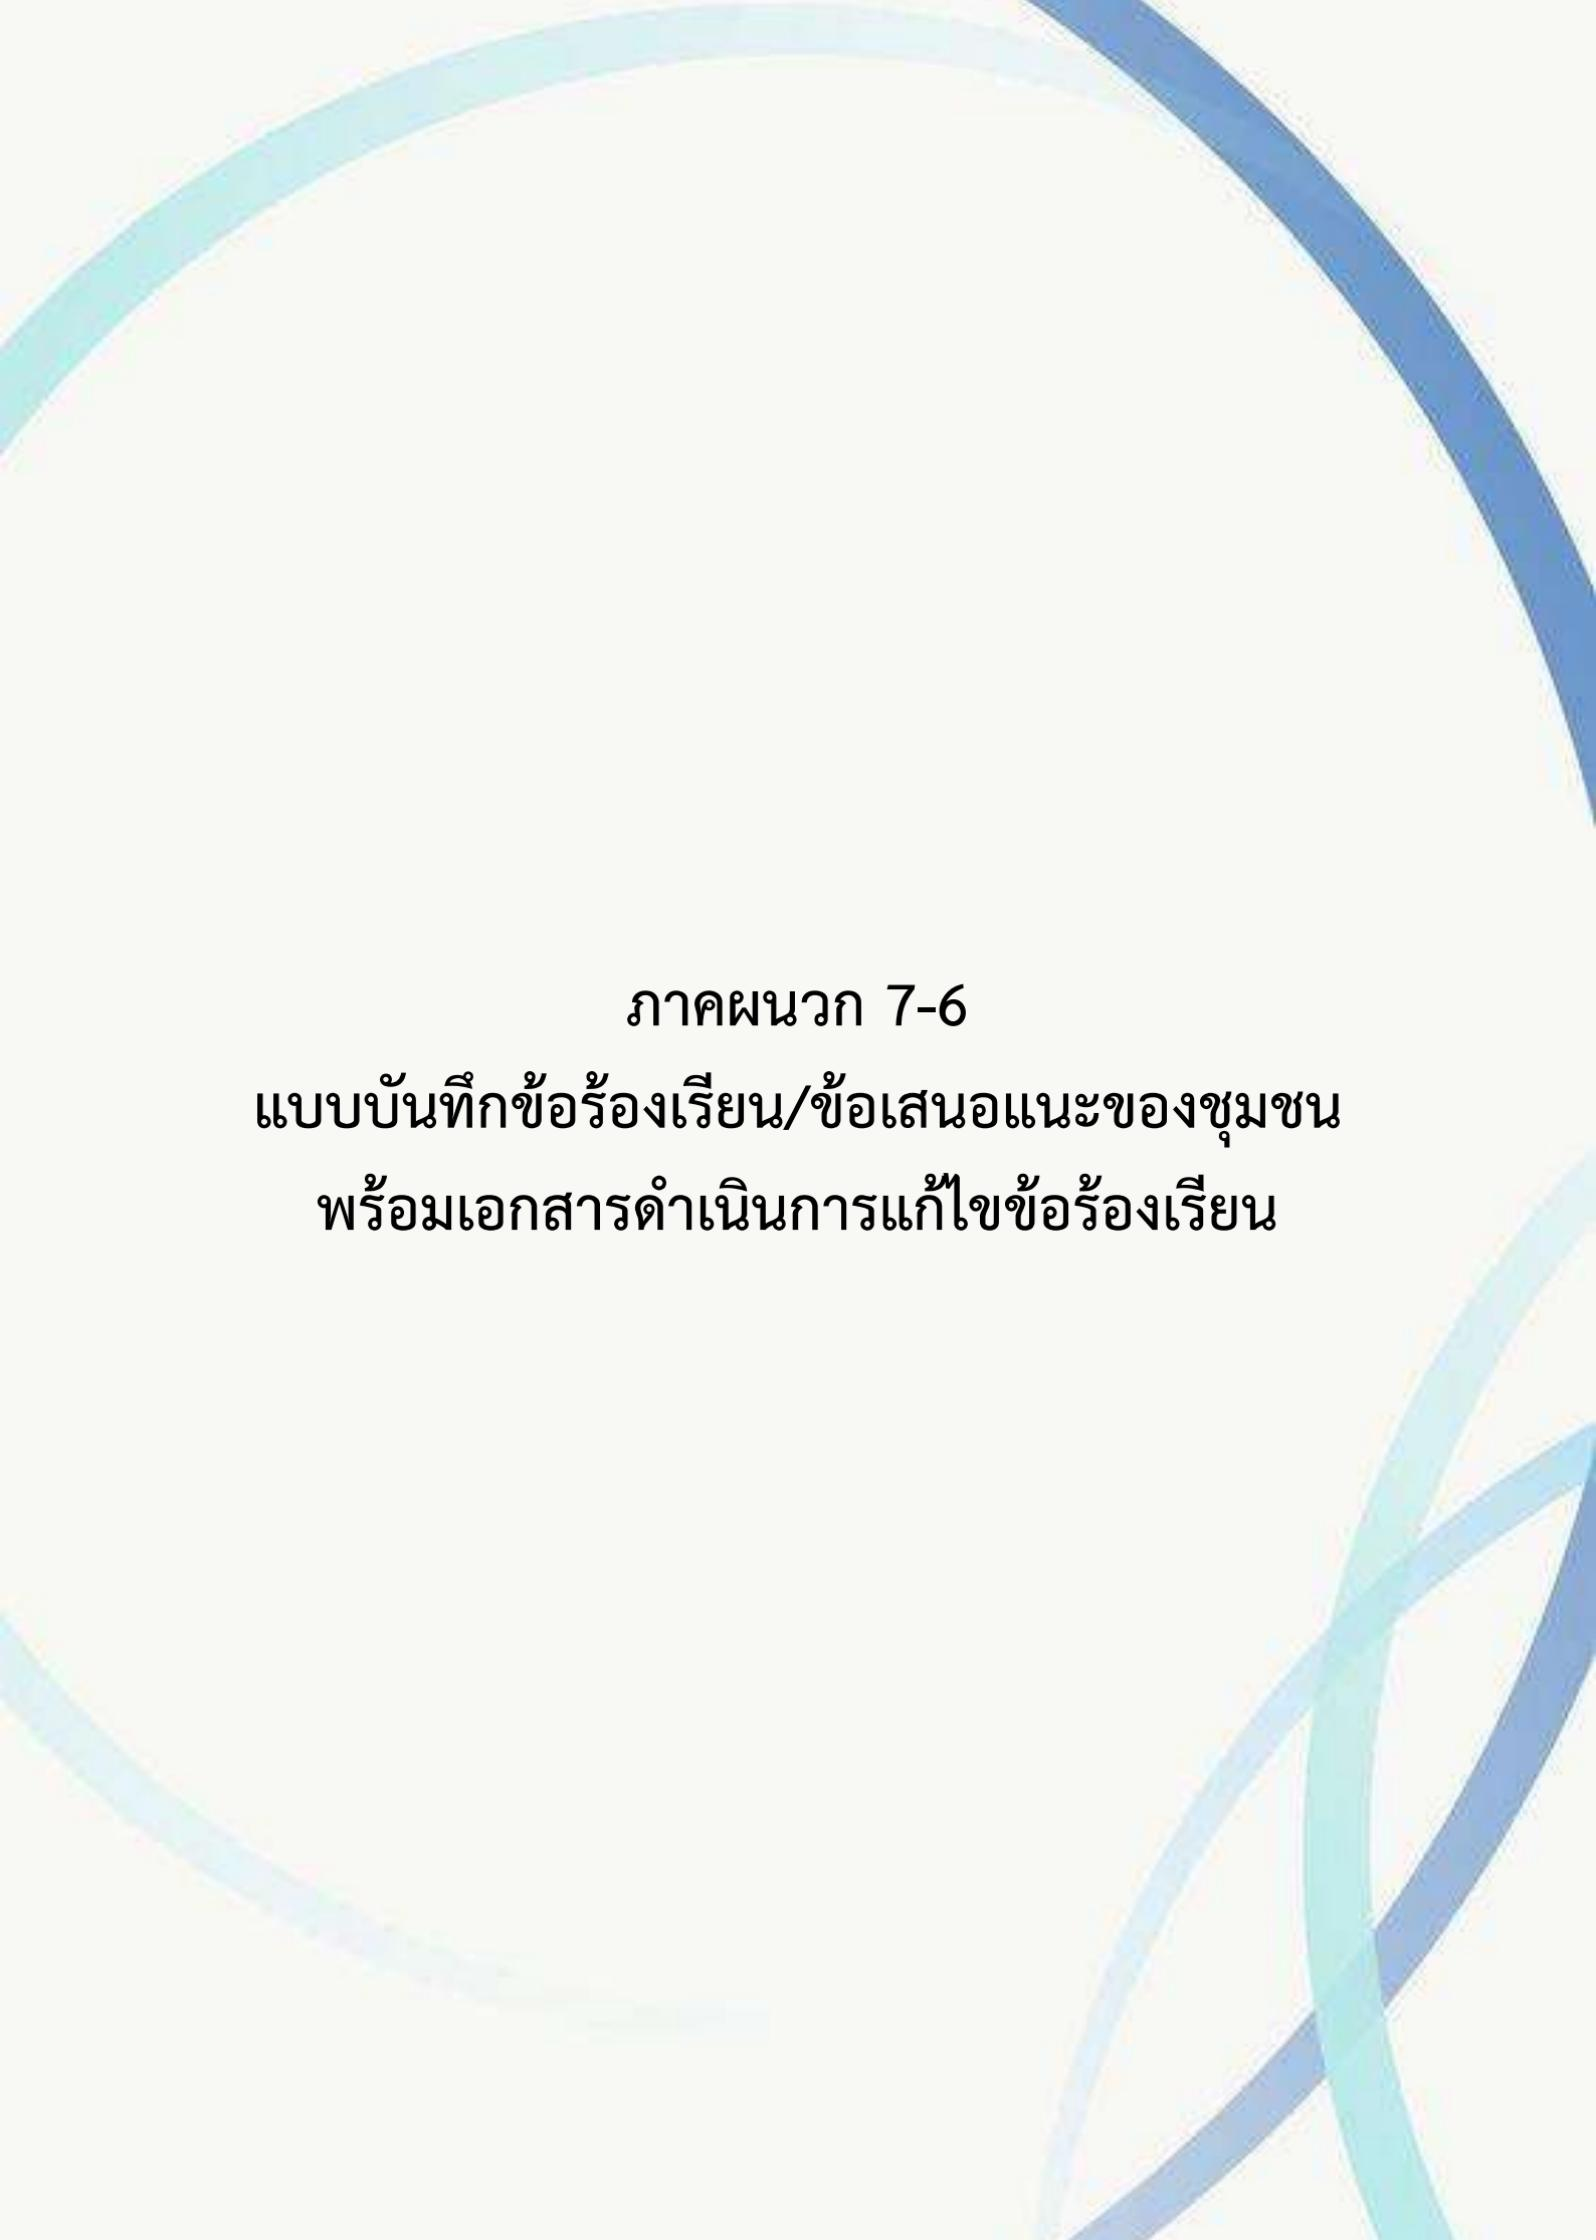 ภาคผนวก 7-6
แบบบันทึกข้อร้องเรียน/ข้อเสนอแนะของชุมชน
พร้อมเอกสารดำเนินการแก้ไขข้อร้องเรียน